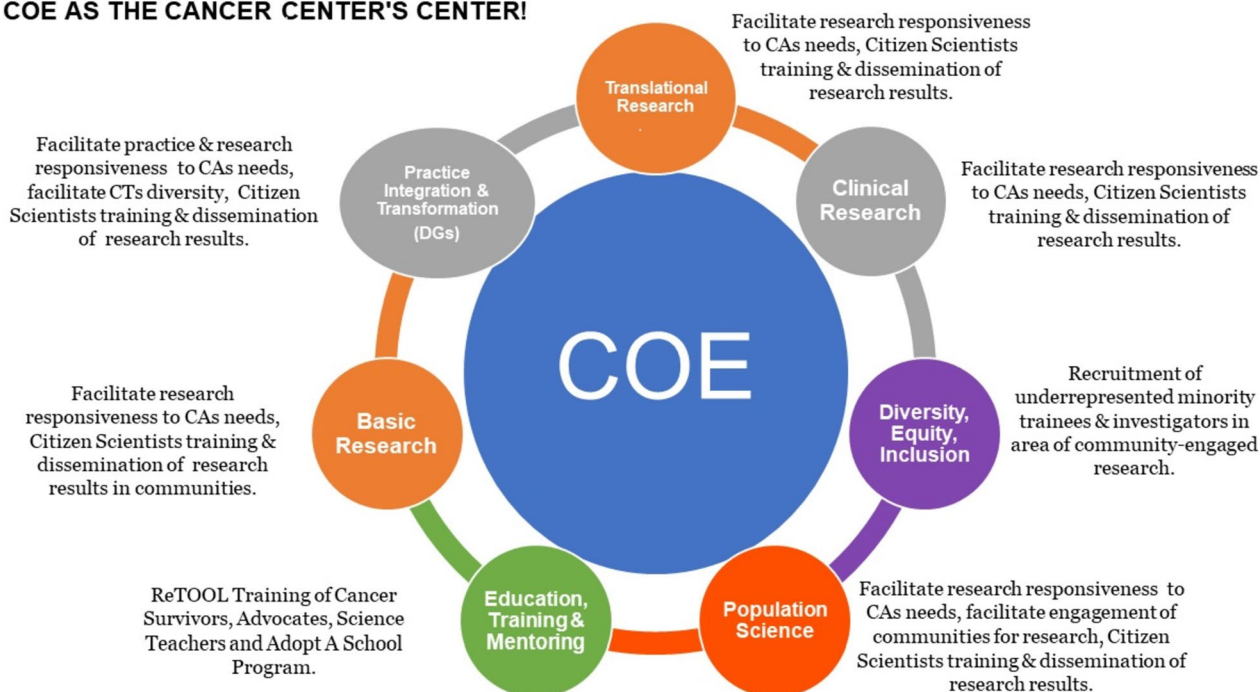 COE AS THE CANCER CENTER'S CENTER!
Translational
Research
.
Facilitate research responsiveness
to CAs needs, Citizen Scientists
training & dissemination of
research results.
Clinical
Research
Facilitate research responsiveness
to CAs needs, Citizen Scientists
training & dissemination of
research results.
Diversity,
Equity,
Inclusion
Recruitment of
underrepresented minority
trainees & investigators in
area of community-engaged
research.
Population
Science
Facilitate research responsiveness to
CAs needs, facilitate engagement of
communities for research, Citizen
Scientists training & dissemination of
research results.
Education,
Training &
Mentoring
ReTOOL Training of Cancer
Survivors, Advocates, Science
Teachers and Adopt A School
Program.
Basic
Research
Facilitate research
responsiveness to CAs needs,
Citizen Scientists training &
dissemination of research
results in communities.
Practice
Integration &
Transformation
(DGs)
Facilitate practice & research
responsiveness to CAs needs,
facilitate CTs diversity, Citizen
Scientists training & dissemination
of research results.
COE